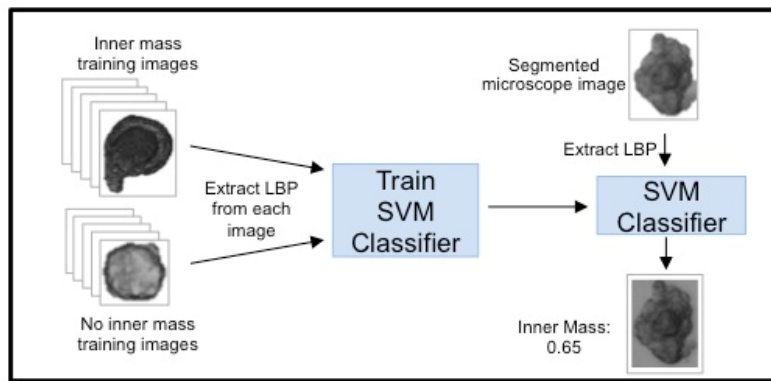 Inner mass
training images
Extract LBP
from each
image
No inner mass
training images
Train
SVM
Classifier
Segmented
microscope image
Extract LBP
SVM
Classifier
Inner Mass:
0.65